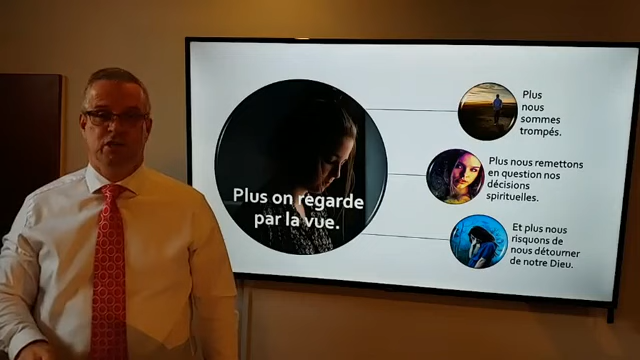 Plus on regarde
par la vue.
Plus
nous
sommes
trompés.
Plus nous remettons
en question nos
décisions
spirituelles.
Et plus nous
risquons de
nous détourner
de notre Dieu.